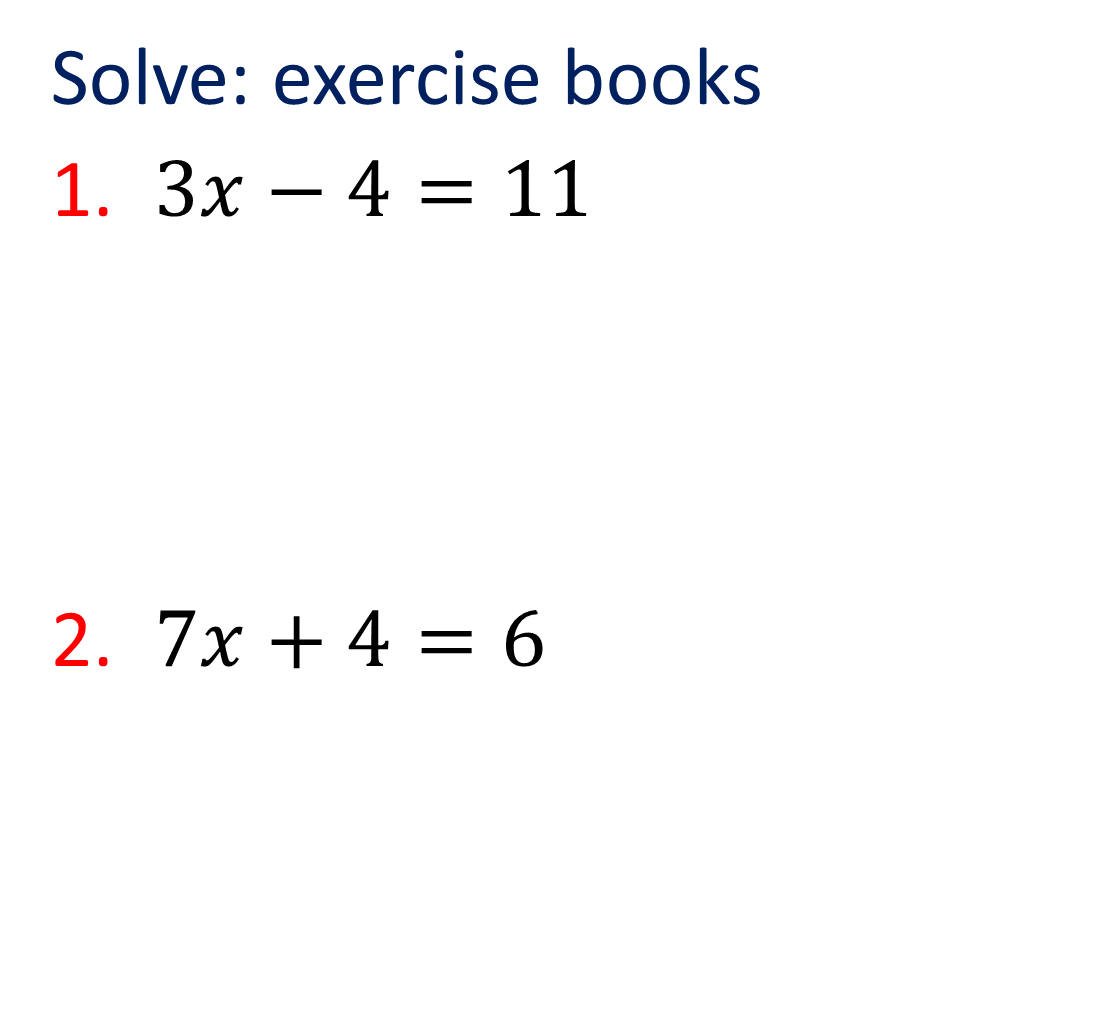 Solve: exercise books
1. 3𝑥 − 4 = 11
2. 7𝑥 + 4 = 6